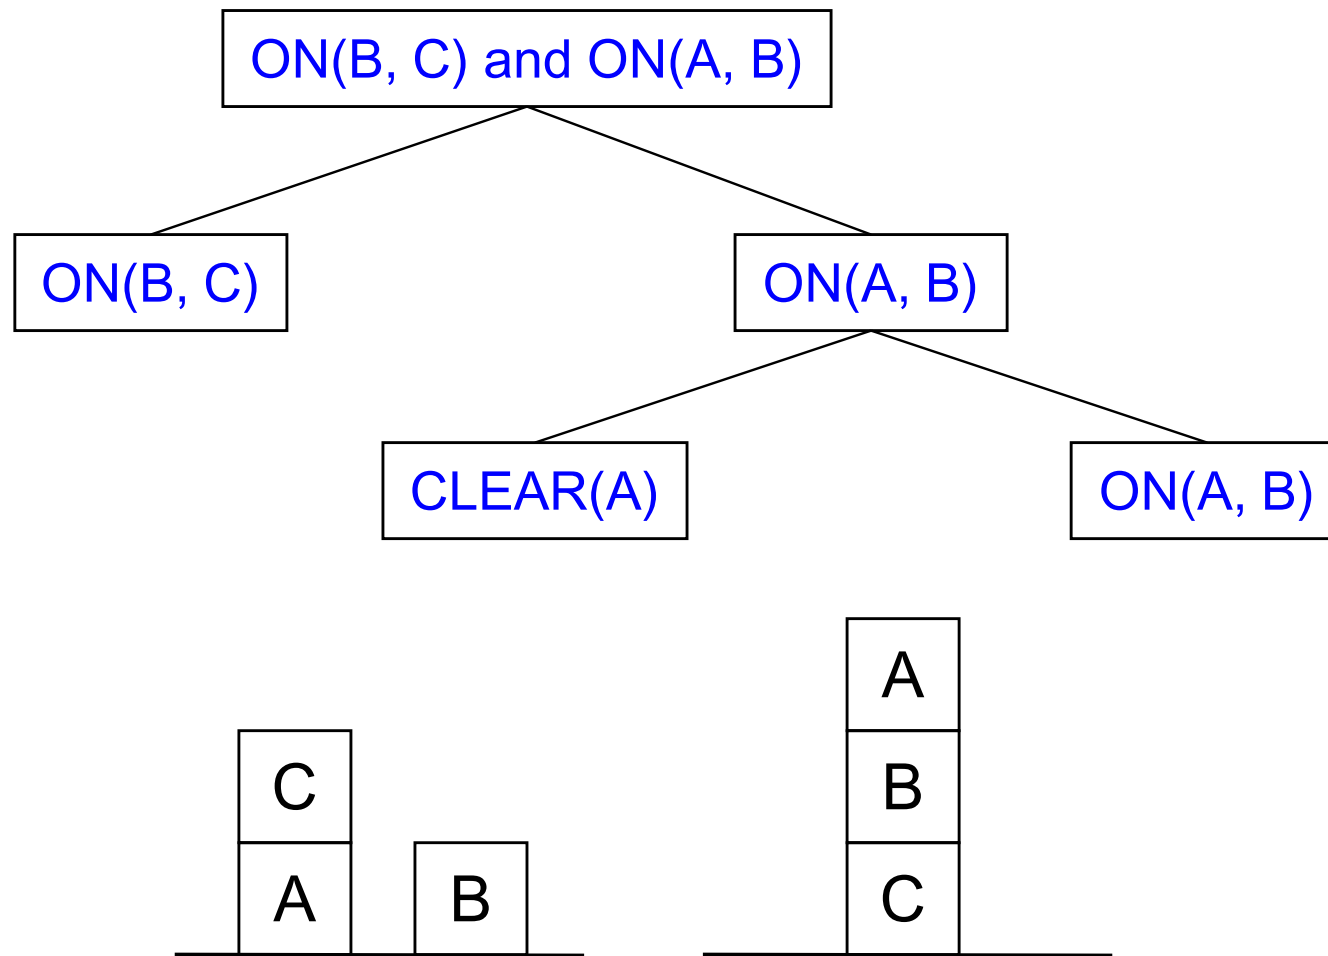 ON(B, C) and ON(A, B)
ON(B, C)
ON(A, B)
CLEAR(A)
ON(A, B)
C
A
B
A
B
C